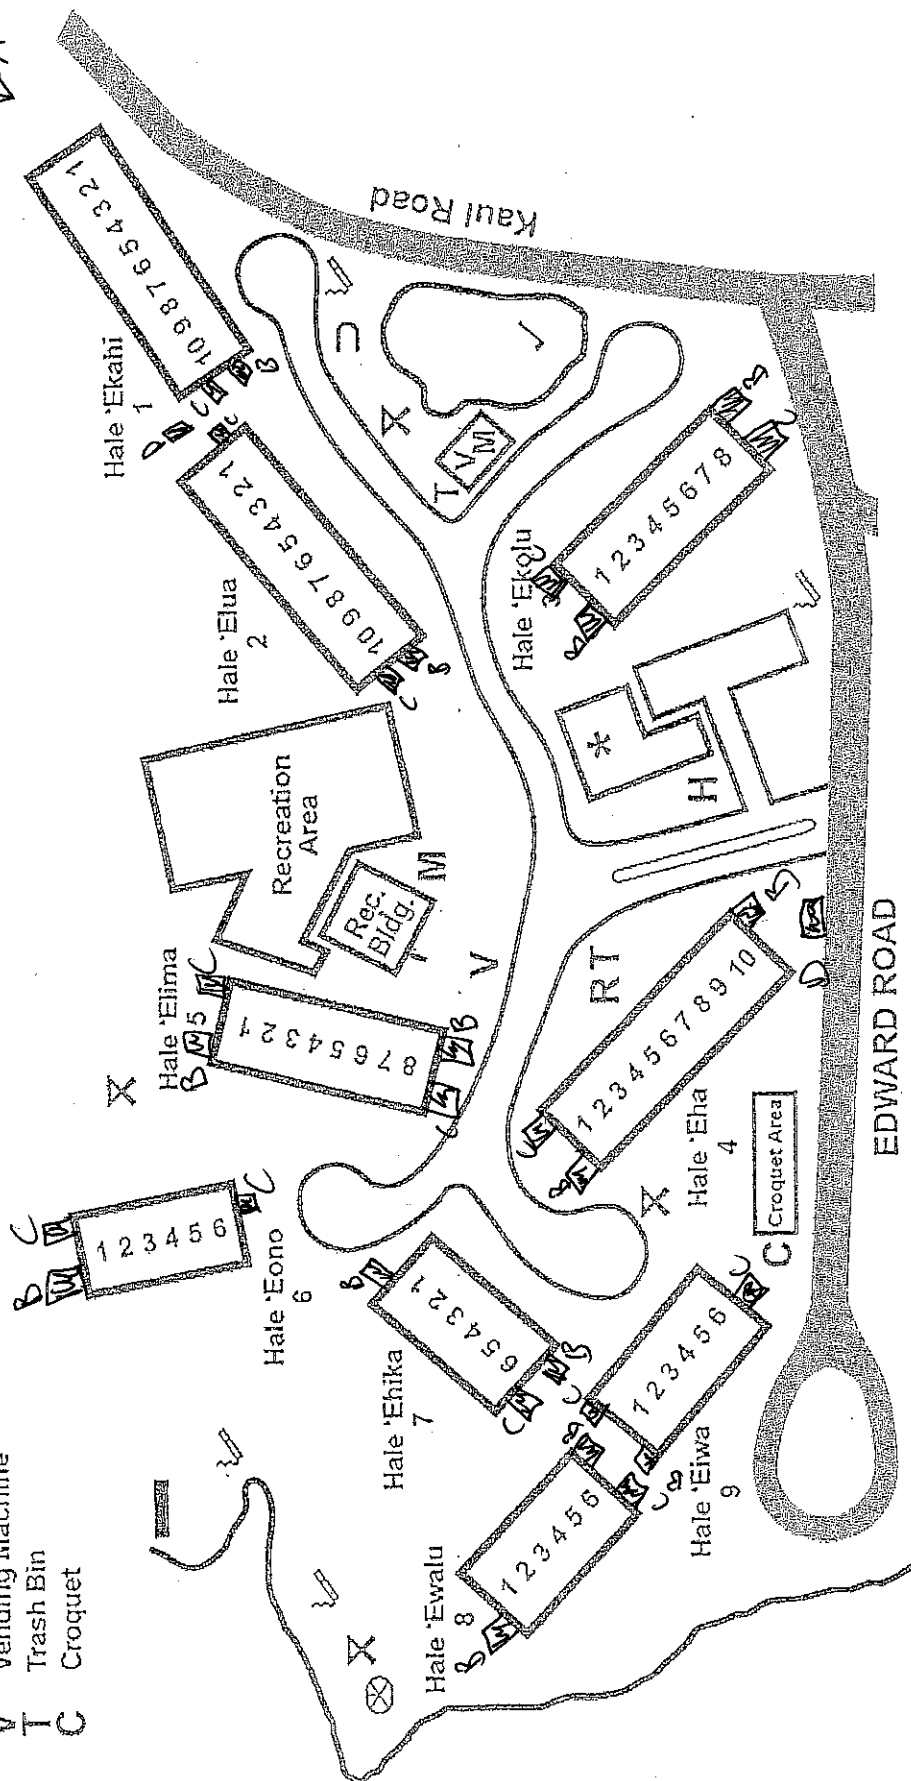 V Vending Machine
T Trash Bin
C Croquet
Hale 'Ekahi
1
10 9 8 7 6 5 4 3 2 1
B
C
D
Hale 'Elua
2
10 9 8 7 6 5 4 3 2 1
C
C
B
Kaul Road
J
T
V
M
Recreation
Area
Rec.
Bldg.
M
V
Hale 'Ekolu
1 2 3 4 5 6 7 8
B
C
B
*
H
Hale 'Elima
5
8 7 6 5 4 3 2 1
B
C
C
B
RT
Hale 'Eha
4
1 2 3 4 5 6 7 8 9 10
C
B
B
D
Croquet Area
C
EDWARD ROAD
Hale 'Eono
6
1 2 3 4 5 6
B
C
C
Hale 'Ehika
7
6 5 4 3 2 1
B
C
B
Hale 'Ewalu
8
1 2 3 4 5 6
B
B
C
Hale 'Eiwa
9
1 2 3 4 5 6
C
B
C